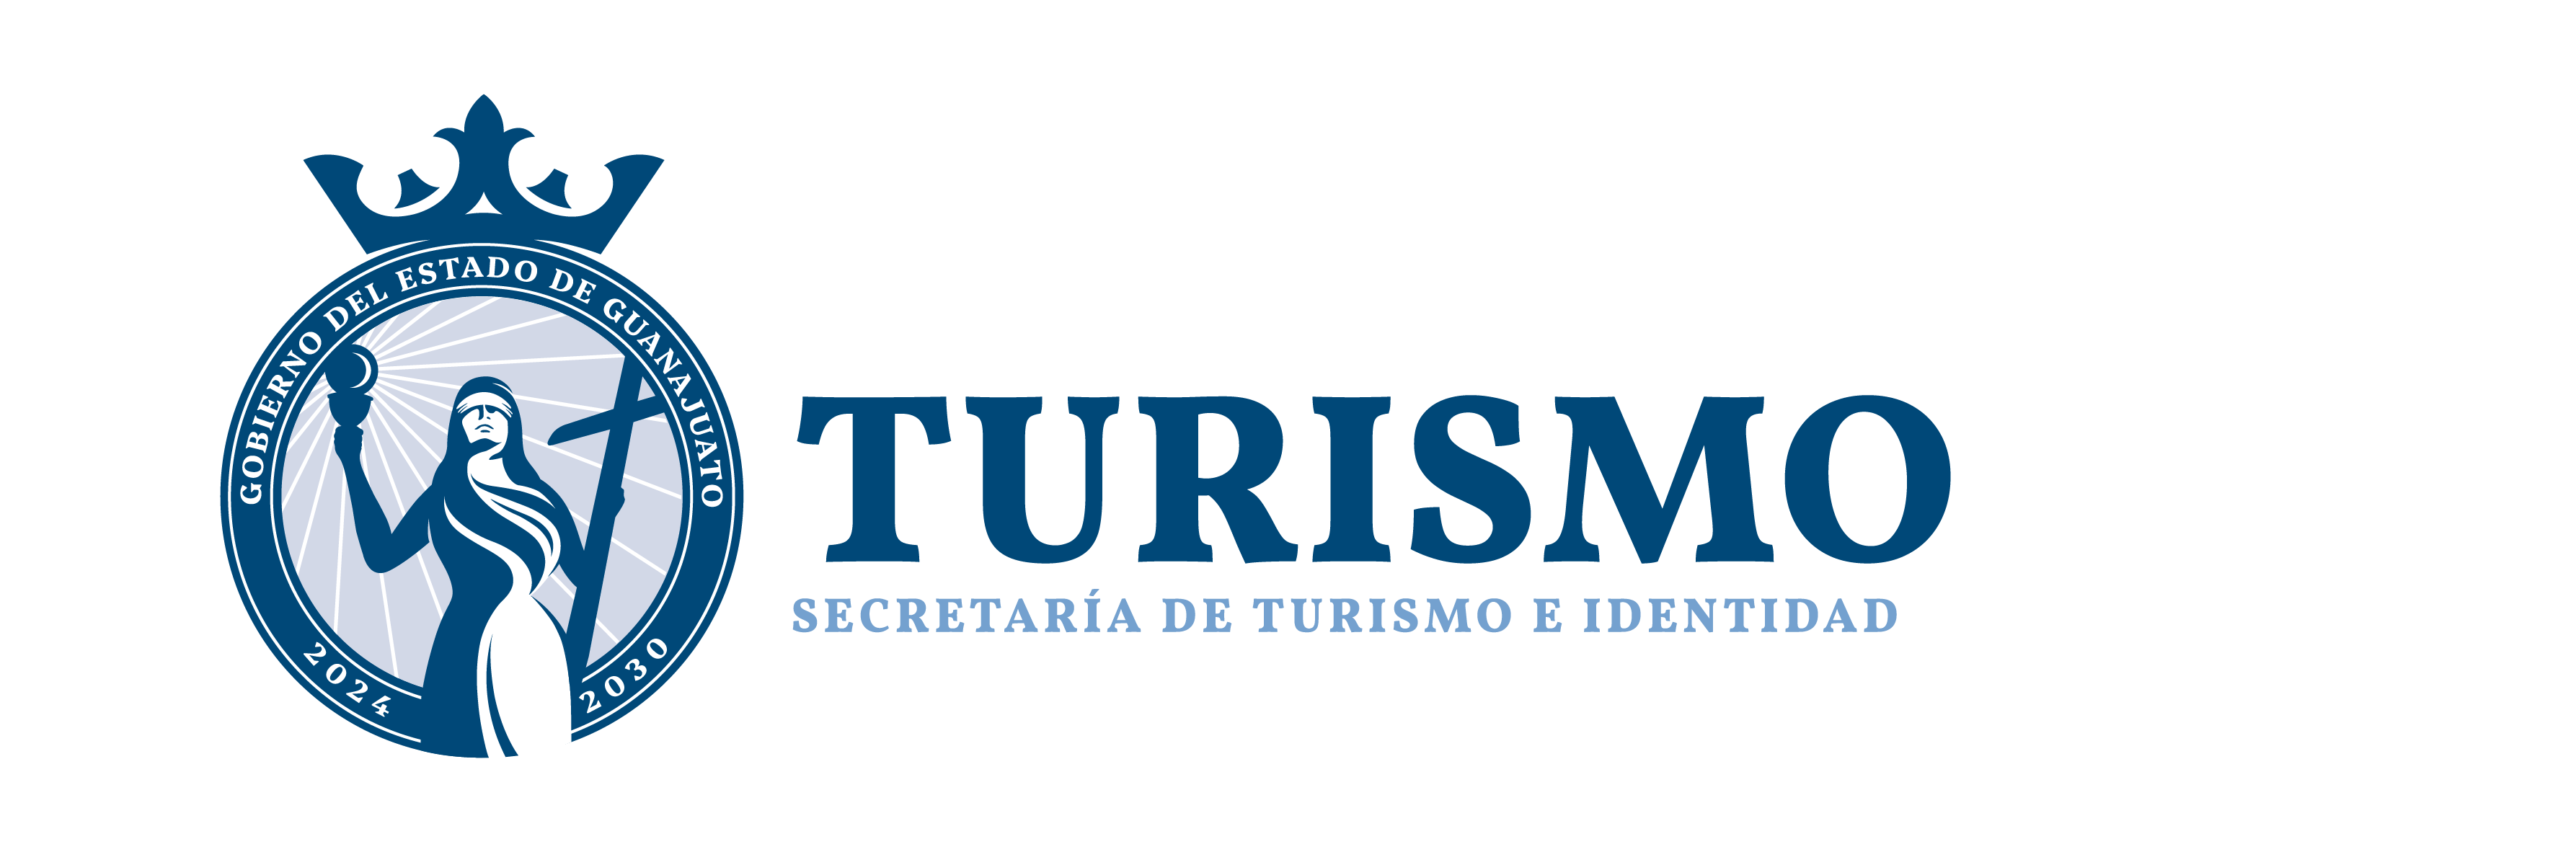 GOBIERNO DEL ESTADO DE GUANAJUATO
2024
2030
TURISMO
SECRETARÍA DE TURISMO E IDENTIDAD